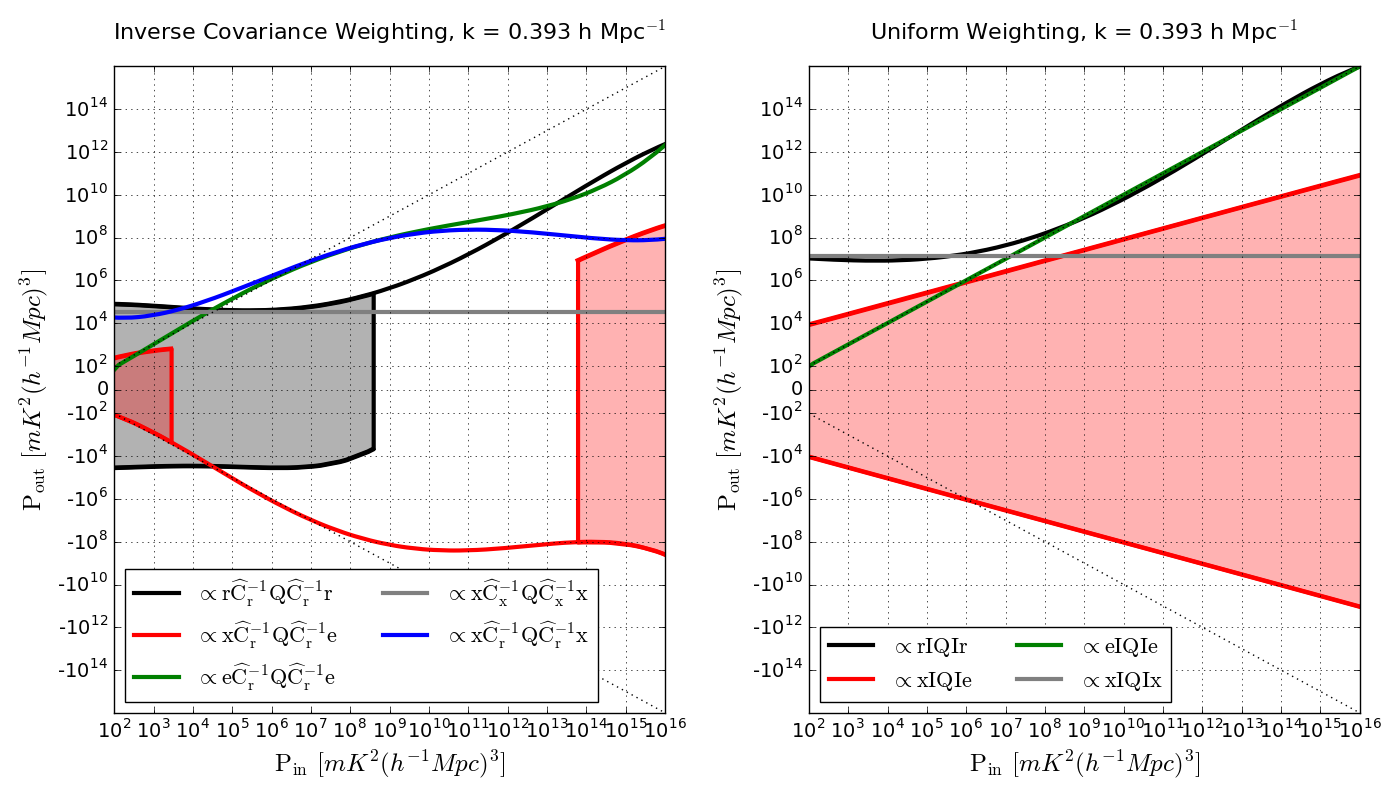 Inverse Covariance Weighting, k = 0.393 h Mpc⁻¹
P_out [mK²(h⁻¹Mpc)³]
10¹⁴
10¹²
10¹⁰
10⁸
10⁶
10⁴
10²
0
-10²
-10⁴
-10⁶
-10⁸
-10¹⁰
-10¹²
-10¹⁴
∝ rĈ_r⁻¹QĈ_r⁻¹r
∝ xĈ_r⁻¹QĈ_r⁻¹e
∝ eĈ_r⁻¹QĈ_r⁻¹e
∝ xĈ_x⁻¹QĈ_x⁻¹x
∝ xĈ_r⁻¹QĈ_r⁻¹x
10² 10³ 10⁴ 10⁵ 10⁶ 10⁷ 10⁸ 10⁹ 10¹⁰ 10¹¹ 10¹² 10¹³ 10¹⁴ 10¹⁵ 10¹⁶
P_in [mK²(h⁻¹Mpc)³]
Uniform Weighting, k = 0.393 h Mpc⁻¹
P_out [mK²(h⁻¹Mpc)³]
10¹⁴
10¹²
10¹⁰
10⁸
10⁶
10⁴
10²
0
-10²
-10⁴
-10⁶
-10⁸
-10¹⁰
-10¹²
-10¹⁴
∝ rIQIr
∝ xIQIe
∝ eIQIe
∝ xIQIx
10² 10³ 10⁴ 10⁵ 10⁶ 10⁷ 10⁸ 10⁹ 10¹⁰ 10¹¹ 10¹² 10¹³ 10¹⁴ 10¹⁵ 10¹⁶
P_in [mK²(h⁻¹Mpc)³]